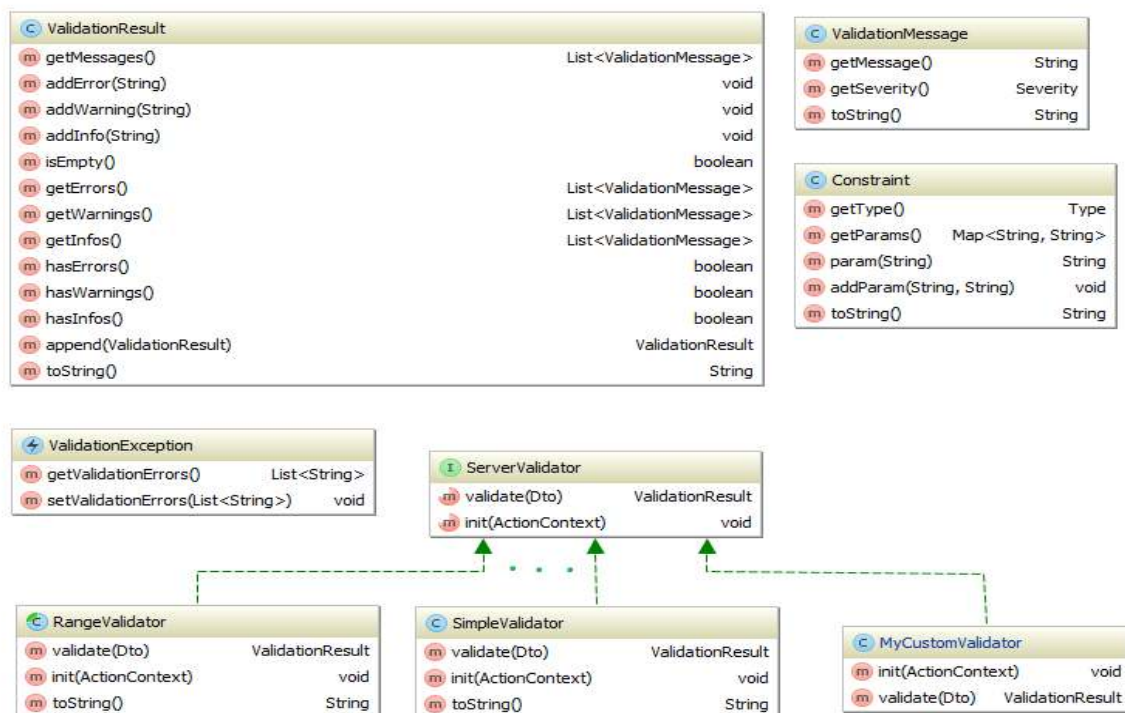 C ValidationResult
m getMessages() List<ValidationMessage>
m addError(String) void
m addWarning(String) void
m addInfo(String) void
m isEmpty() boolean
m getErrors() List<ValidationMessage>
m getWarnings() List<ValidationMessage>
m getInfos() List<ValidationMessage>
m hasErrors() boolean
m hasWarnings() boolean
m hasInfos() boolean
m append(ValidationResult) ValidationResult
m toString() String
C ValidationMessage
m getMessage() String
m getSeverity() Severity
m toString() String
C Constraint
m getType() Type
m getParams() Map<String, String>
m param(String) String
m addParam(String, String) void
m toString() String
ValidationException
m getValidationErrors() List<String>
m setValidationErrors(List<String>) void
I ServerValidator
m validate(Dto) ValidationResult
m init(ActionContext) void
C RangeValidator
m validate(Dto) ValidationResult
m init(ActionContext) void
m toString() String
C SimpleValidator
m validate(Dto) ValidationResult
m init(ActionContext) void
m toString() String
C MyCustomValidator
m init(ActionContext) void
m validate(Dto) ValidationResult